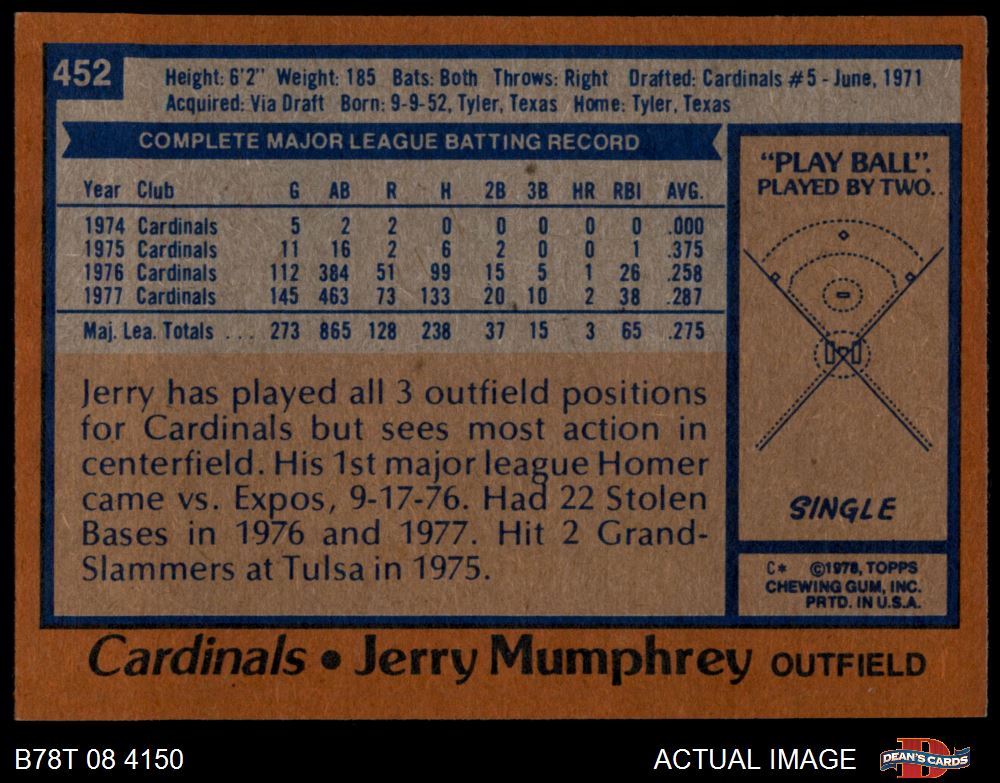 452
Height: 6'2" Weight: 185 Bats: Both Throws: Right Drafted: Cardinals #5 - June, 1971
Acquired: Via Draft Born: 9-9-52, Tyler, Texas Home: Tyler, Texas
COMPLETE MAJOR LEAGUE BATTING RECORD
Year Club G AB R H 2B 3B HR RBI AVG.
1974 Cardinals 5 2 2 0 0 0 0 0 .000
1975 Cardinals 11 16 2 6 2 0 0 1 .375
1976 Cardinals 112 384 51 99 15 5 1 26 .258
1977 Cardinals 145 463 73 133 20 10 2 38 .287
Maj. Lea. Totals . . . 273 865 128 238 37 15 3 65 .275
Jerry has played all 3 outfield positions
for Cardinals but sees most action in
centerfield. His 1st major league Homer
came vs. Expos, 9-17-76. Had 22 Stolen
Bases in 1976 and 1977. Hit 2 Grand-
Slammers at Tulsa in 1975.
"PLAY BALL".
PLAYED BY TWO..
SINGLE
C* ©1978, TOPPS
CHEWING GUM, INC.
PRTD. IN U.S.A.
Cardinals • Jerry Mumphrey OUTFIELD
B78T 08 4150
ACTUAL IMAGE
DEAN'S CARDS